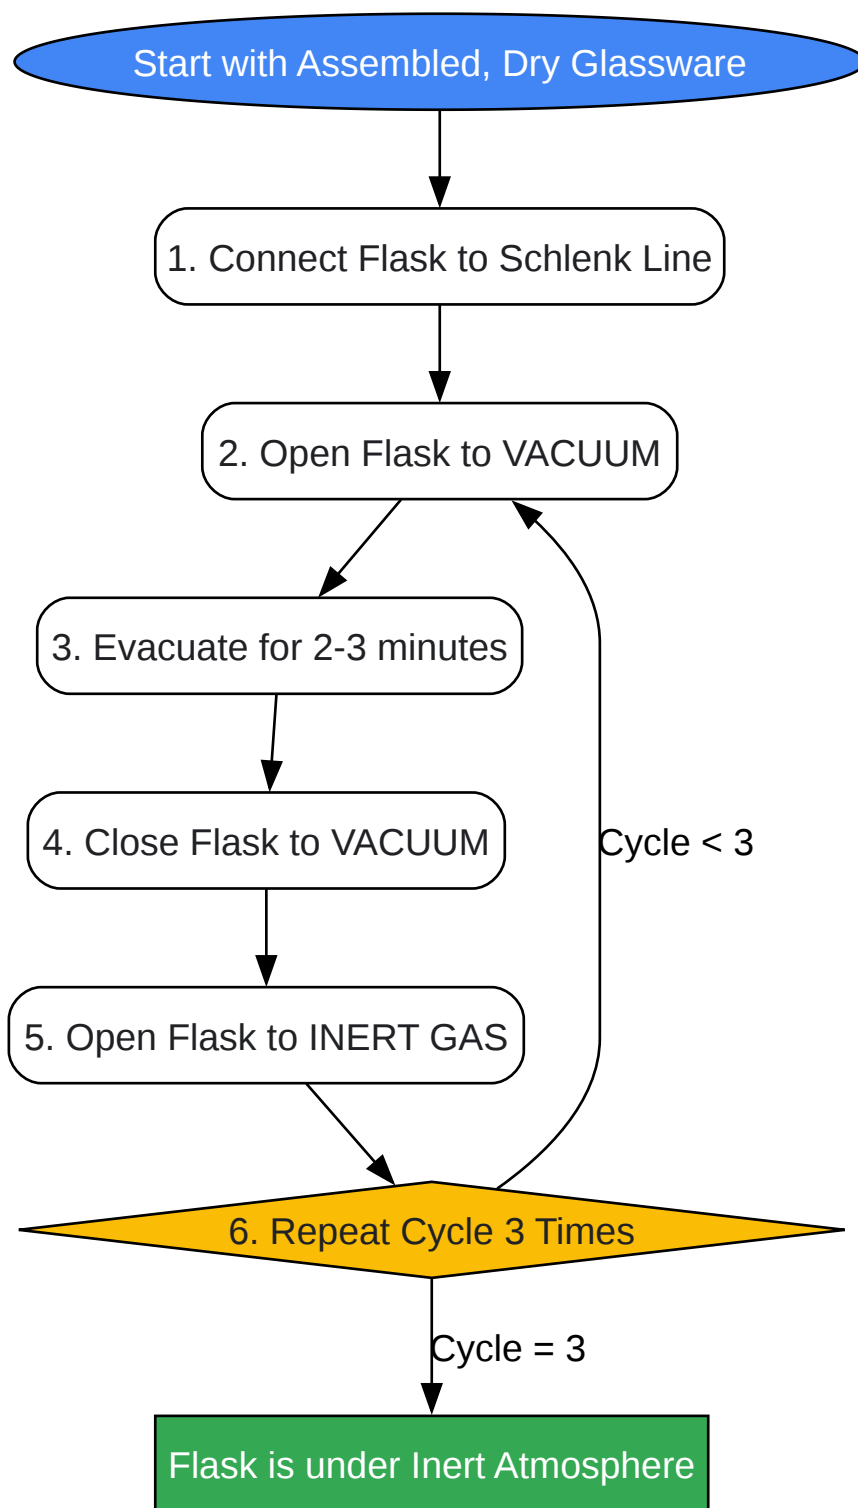 Start with Assembled, Dry Glassware
1. Connect Flask to Schlenk Line
2. Open Flask to VACUUM
3. Evacuate for 2-3 minutes
4. Close Flask to VACUUM
Cycle < 3
5. Open Flask to INERT GAS
6. Repeat Cycle 3 Times
Cycle = 3
Flask is under Inert Atmosphere